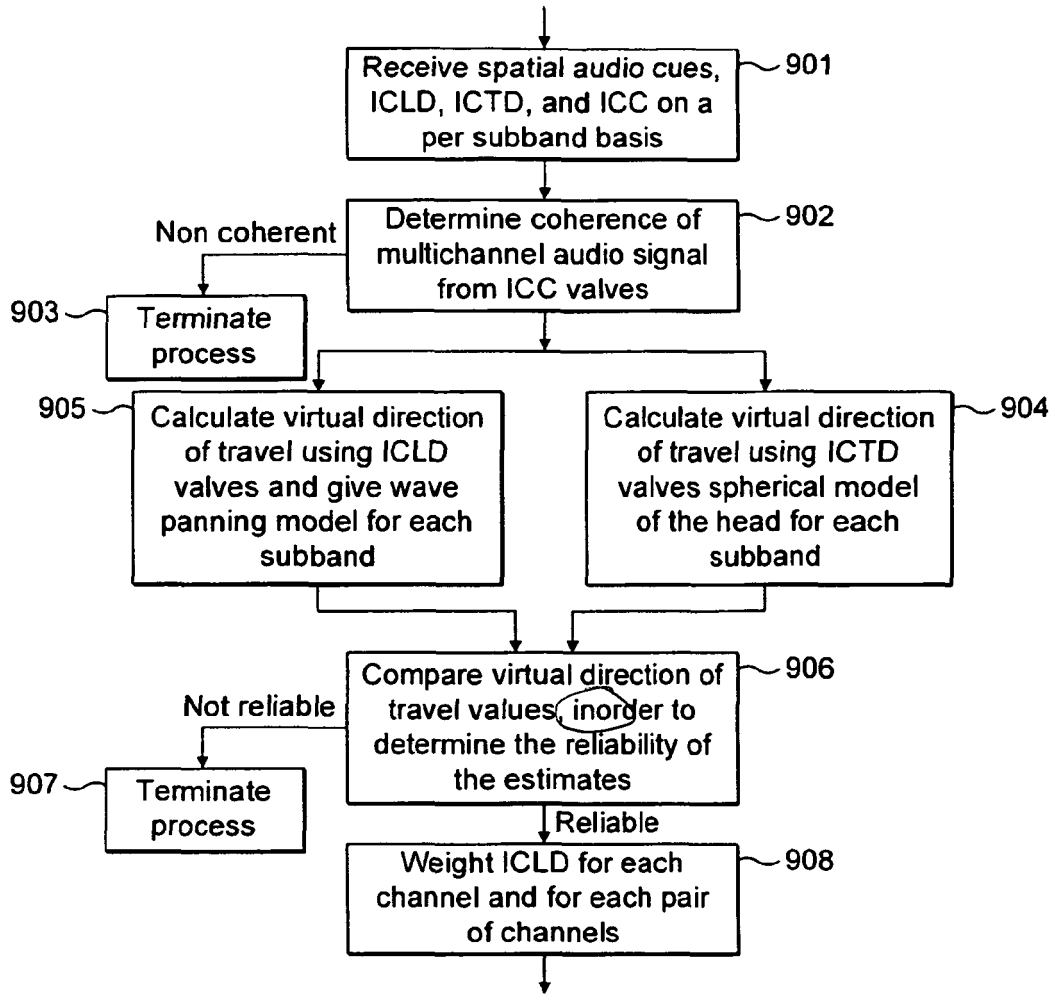 Receive spatial audio cues,
ICLD, ICTD, and ICC on a
per subband basis
901
Determine coherence of
multichannel audio signal
from ICC valves
902
Non coherent
903
Terminate
process
905
Calculate virtual direction
of travel using ICLD
valves and give wave
panning model for each
subband
Calculate virtual direction
of travel using ICTD
valves spherical model
of the head for each
subband
904
Compare virtual direction of
travel values, inorder to
determine the reliability of
the estimates
906
Not reliable
907
Terminate
process
Reliable
Weight ICLD for each
channel and for each pair
of channels
908